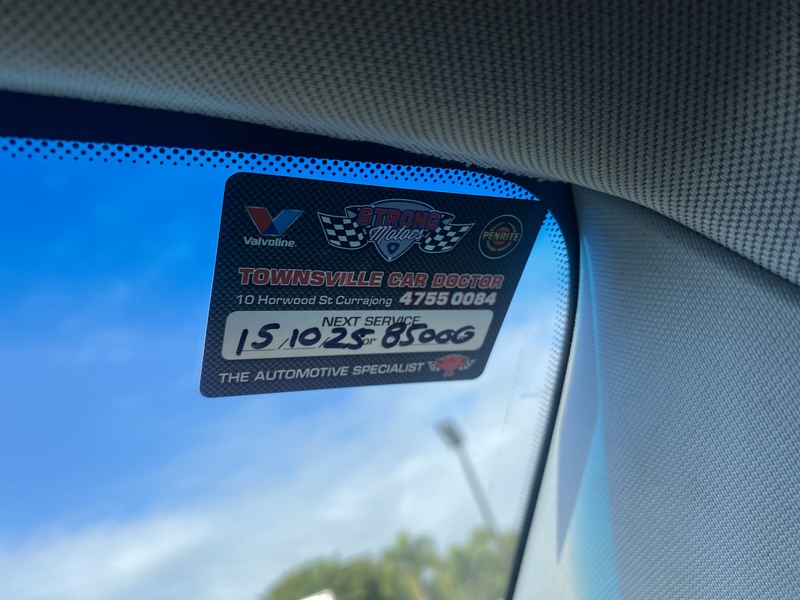 Valvoline
STRONG
Motors
PENRITE
TOWNSVILLE CAR DOCTOR
10 Horwood St Currajong 4755 0084
NEXT SERVICE
15/10/25 or 85000
THE AUTOMOTIVE SPECIALIST